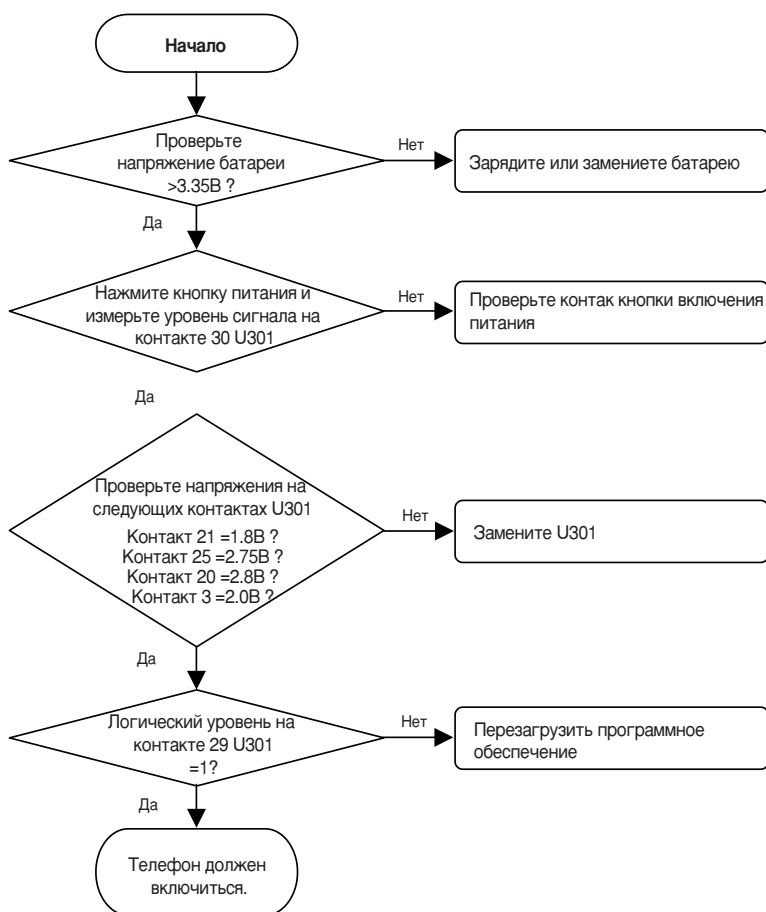 Начало
Проверьте
напряжение батареи
>3.35В ?
Нет
Зарядите или замениете батарею
Да
Нажмите кнопку питания и
измерьте уровень сигнала на
контакте 30 U301
Нет
Проверьте контак кнопки включения
питания
Да
Проверьте напряжения на
следующих контактах U301
Контакт 21 =1.8В ?
Контакт 25 =2.75В ?
Контакт 20 =2.8В ?
Контакт 3 =2.0В ?
Нет
Замените U301
Да
Логический уровень на
контакте 29 U301
=1?
Нет
Перезагрузить программное
обеспечение
Да
Телефон должен
включиться.